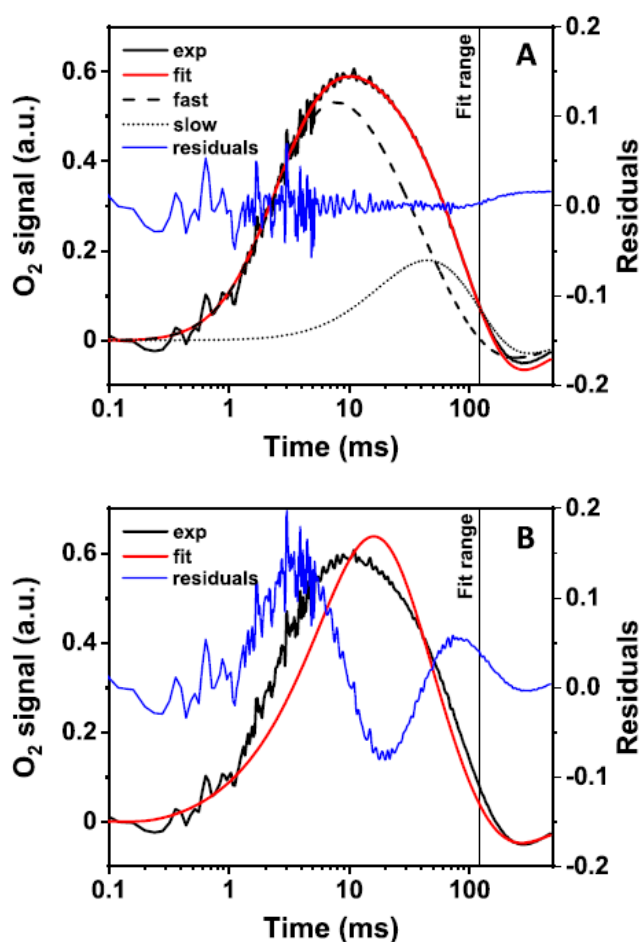 A
exp
fit
fast
slow
residuals
Fit range
O₂ signal (a.u.)
0.6
0.4
0.2
0
0.2
0.1
0.0
-0.1
-0.2
Residuals
0.1 1 10 100
Time (ms)
B
exp
fit
residuals
Fit range
O₂ signal (a.u.)
0.6
0.4
0.2
0
0.2
0.1
0.0
-0.1
-0.2
Residuals
0.1 1 10 100
Time (ms)